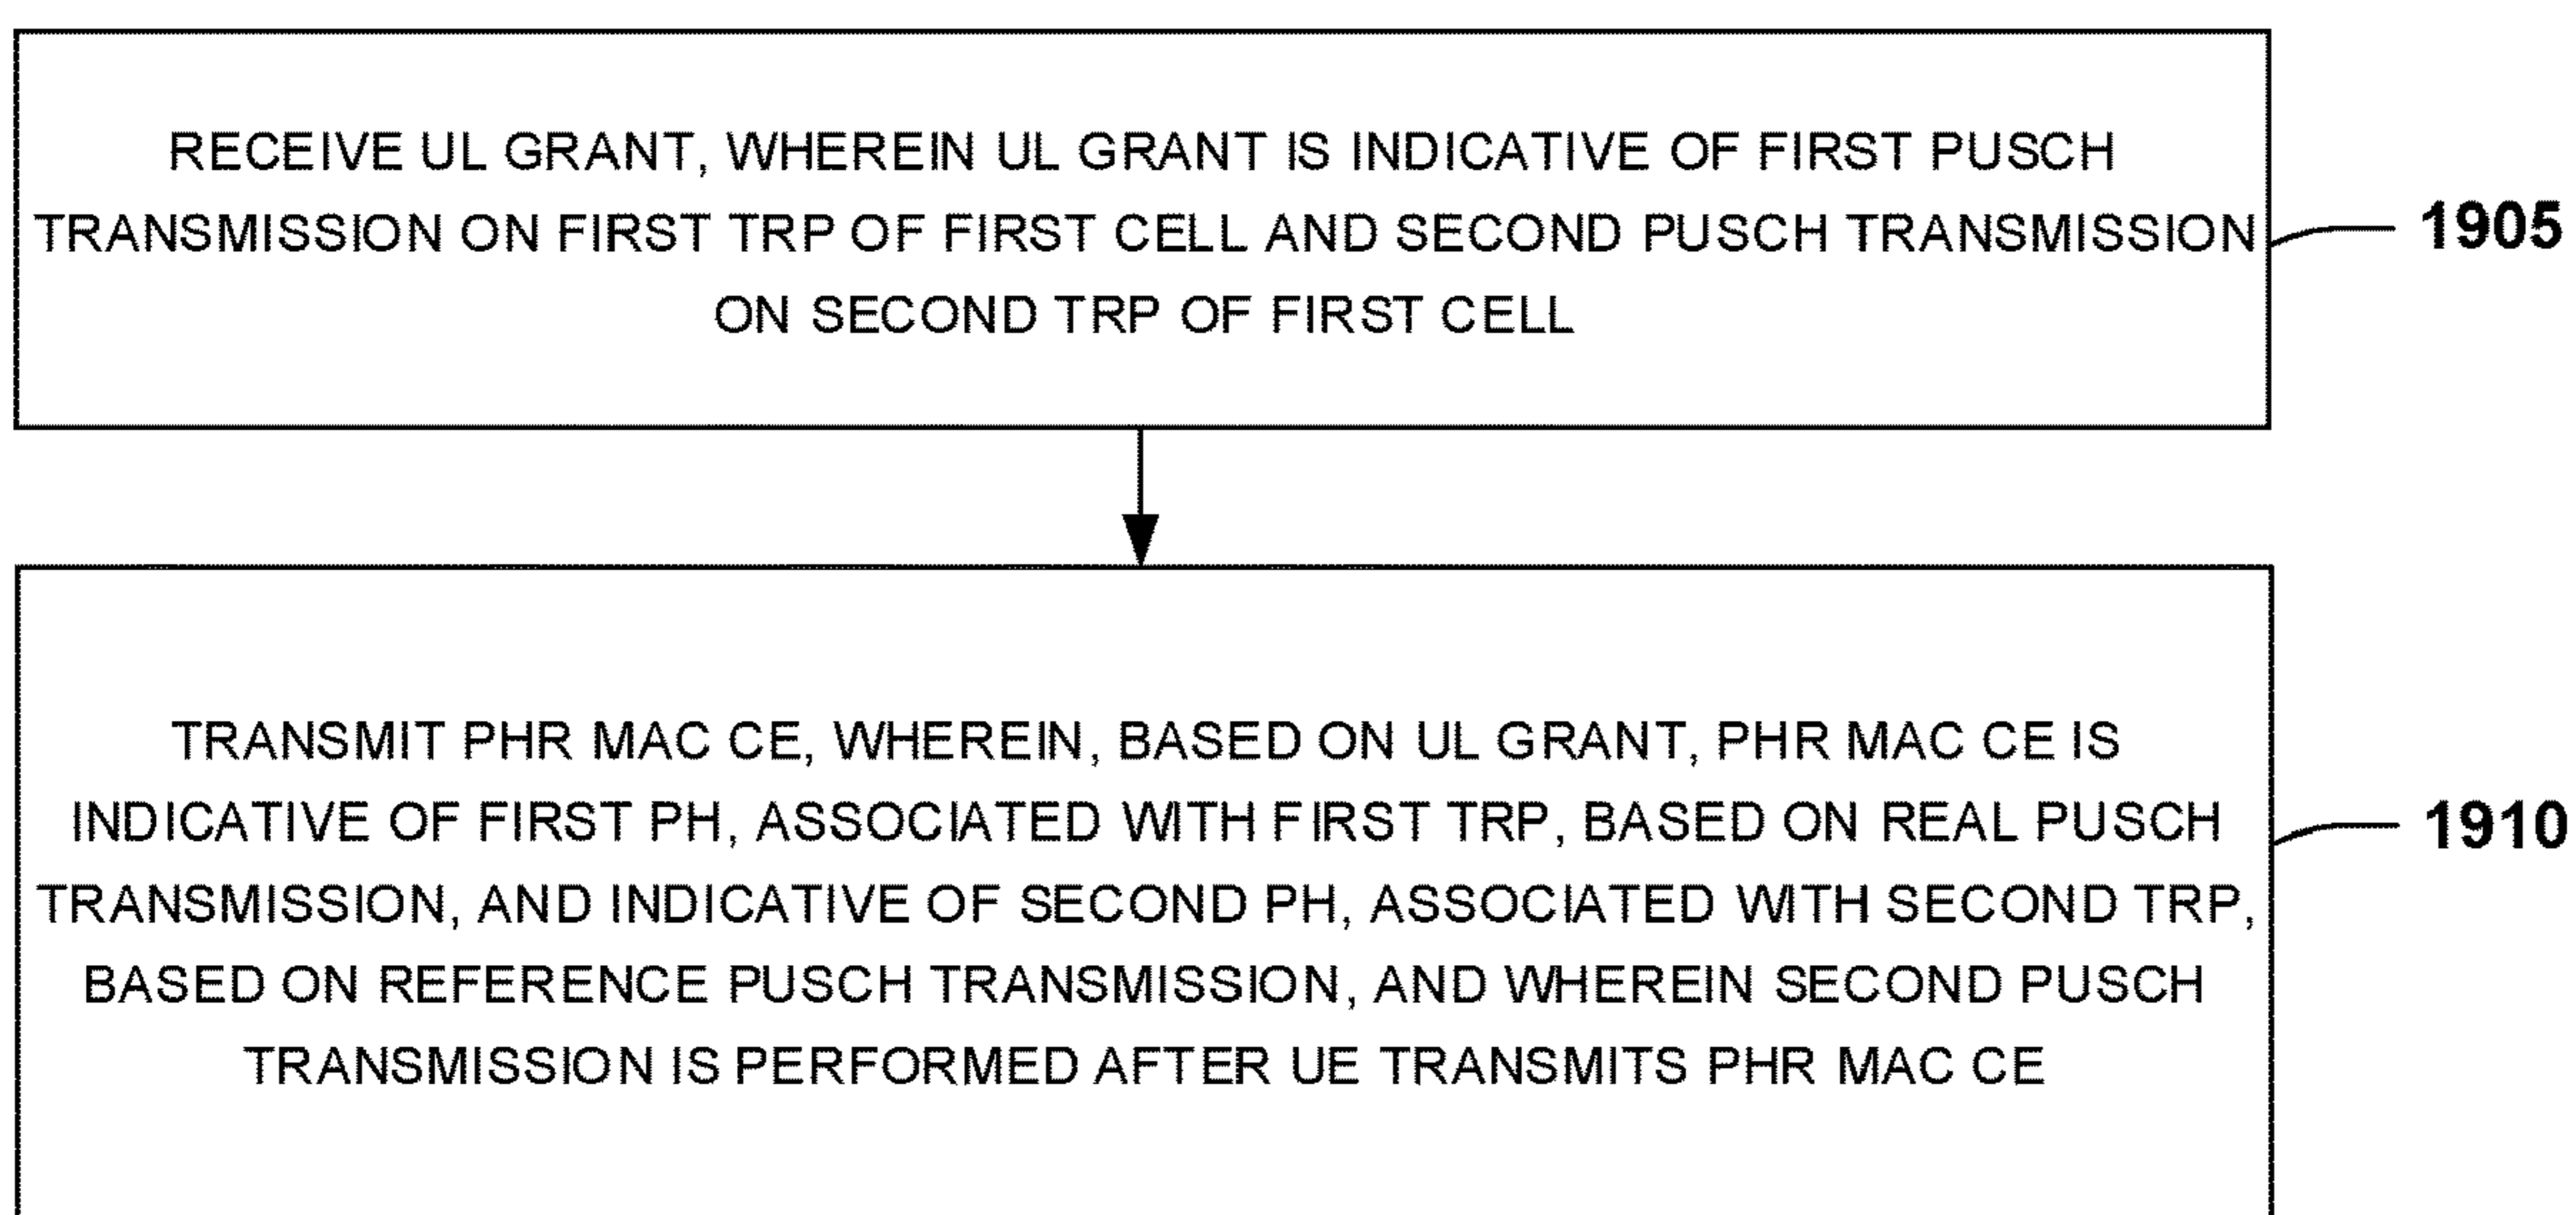 RECEIVE UL GRANT, WHEREIN UL GRANT IS INDICATIVE OF FIRST PUSCH
TRANSMISSION ON FIRST TRP OF FIRST CELL AND SECOND PUSCH TRANSMISSION
ON SECOND TRP OF FIRST CELL
1905
TRANSMIT PHR MAC CE, WHEREIN, BASED ON UL GRANT, PHR MAC CE IS
INDICATIVE OF FIRST PH, ASSOCIATED WITH FIRST TRP, BASED ON REAL PUSCH
TRANSMISSION, AND INDICATIVE OF SECOND PH, ASSOCIATED WITH SECOND TRP,
BASED ON REFERENCE PUSCH TRANSMISSION, AND WHEREIN SECOND PUSCH
TRANSMISSION IS PERFORMED AFTER UE TRANSMITS PHR MAC CE
1910